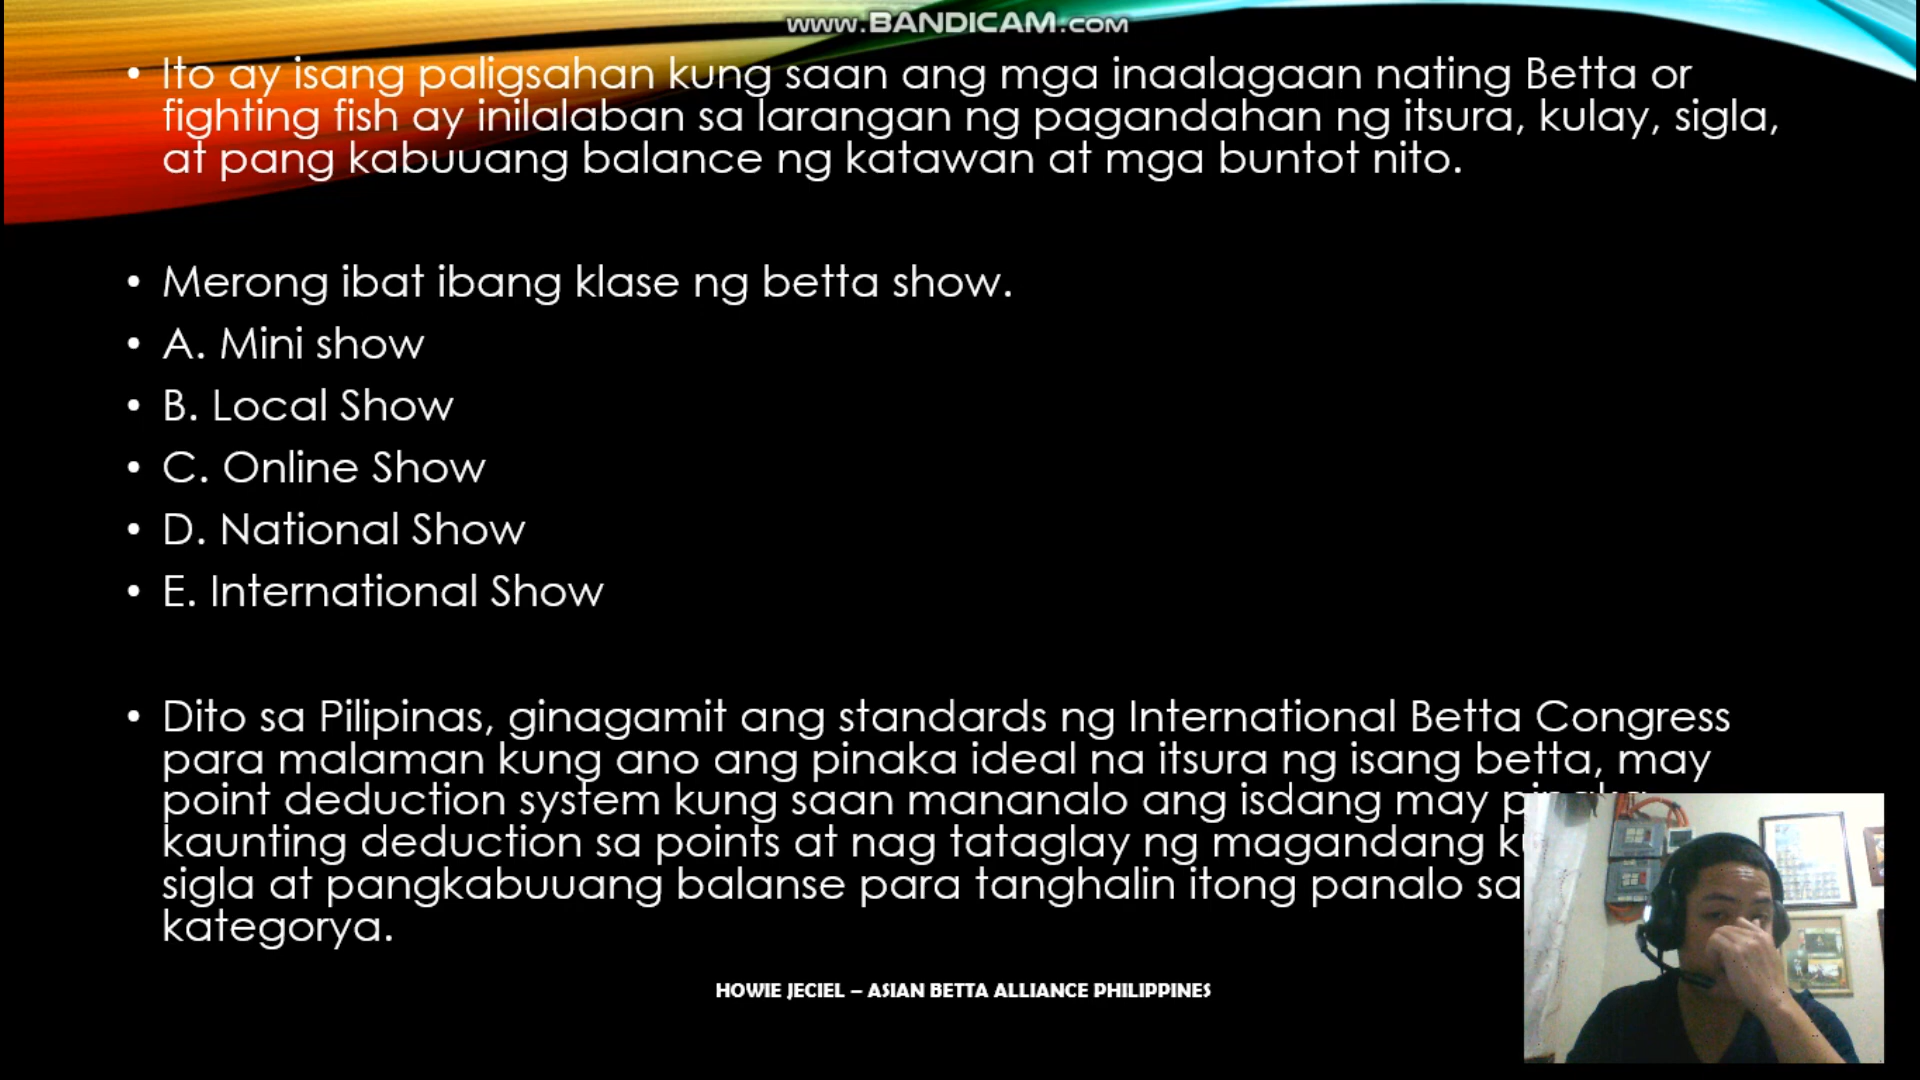 www.BANDICAM.com
• Ito ay isang paligsahan kung saan ang mga inaalagaan nating Betta or
fighting fish ay inilalaban sa larangan ng pagandahan ng itsura, kulay, sigla,
at pang kabuuang balance ng katawan at mga buntot nito.
• Merong ibat ibang klase ng betta show.
• A. Mini show
• B. Local Show
• C. Online Show
• D. National Show
• E. International Show
• Dito sa Pilipinas, ginagamit ang standards ng International Betta Congress
para malaman kung ano ang pinaka ideal na itsura ng isang betta, may
point deduction system kung saan mananalo ang isdang may pinaka
kaunting deduction sa points at nag tataglay ng magandang
sigla at pangkabuuang balanse para tanghalin itong panalo sa
kategorya.
HOWIE JECIEL – ASIAN BETTA ALLIANCE PHILIPPINES